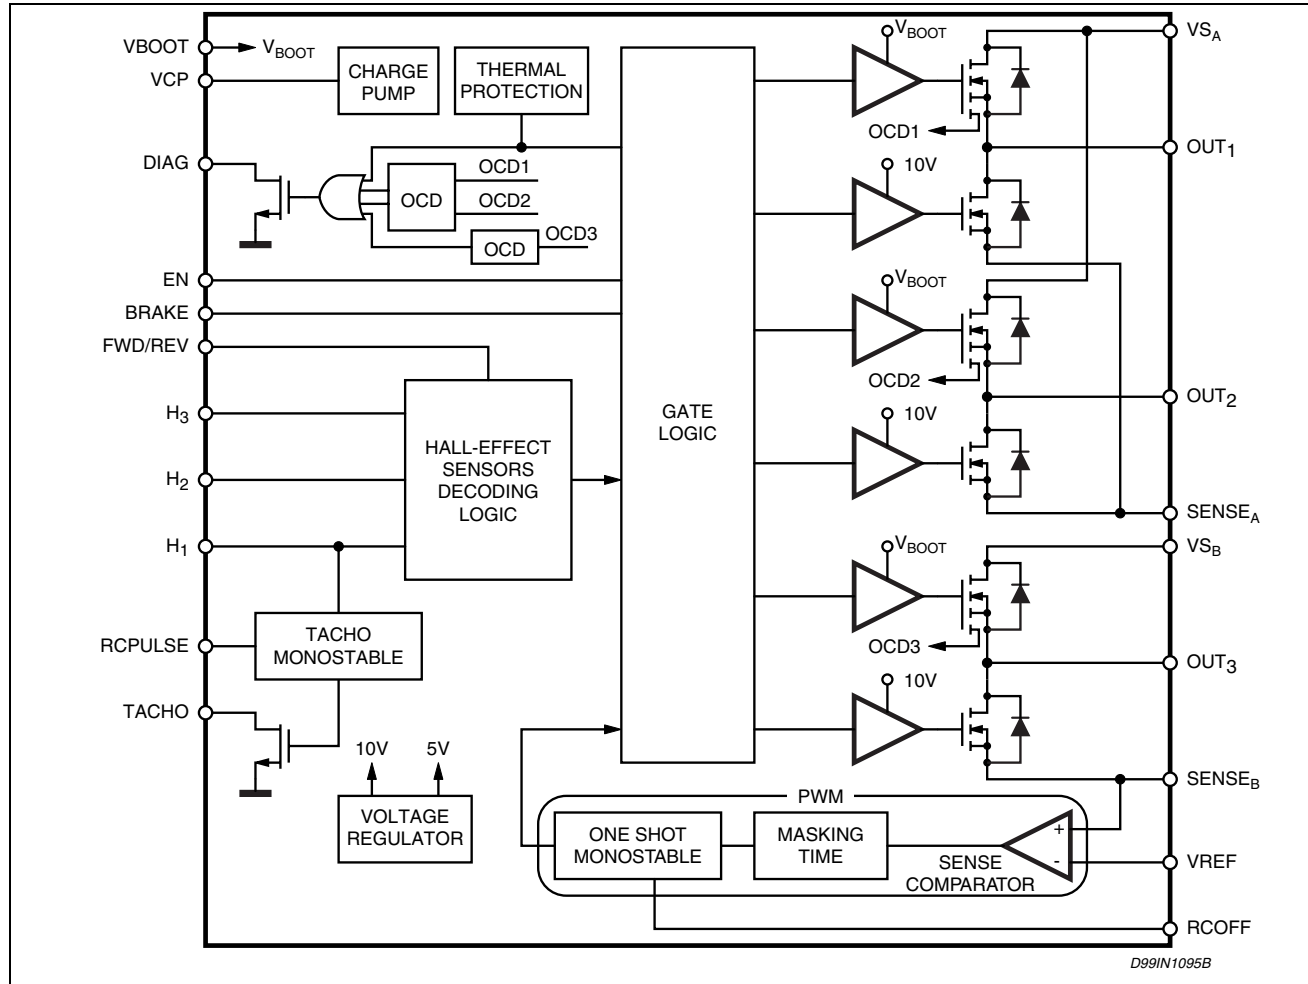 VBOOT
VBOOT
VCP
CHARGE
PUMP
THERMAL
PROTECTION
DIAG
OCD
OCD1
OCD2
OCD
OCD3
EN
BRAKE
FWD/REV
H3
H2
H1
HALL-EFFECT
SENSORS
DECODING
LOGIC
RCPULSE
TACHO
MONOSTABLE
TACHO
10V
5V
VOLTAGE
REGULATOR
GATE
LOGIC
VBOOT
OCD1
10V
VBOOT
OCD2
10V
VBOOT
OCD3
10V
VSA
OUT1
OUT2
SENSEA
VSB
OUT3
SENSEB
PWM
ONE SHOT
MONOSTABLE
MASKING
TIME
SENSE
COMPARATOR
+
-
VREF
RCOFF
D99IN1095B